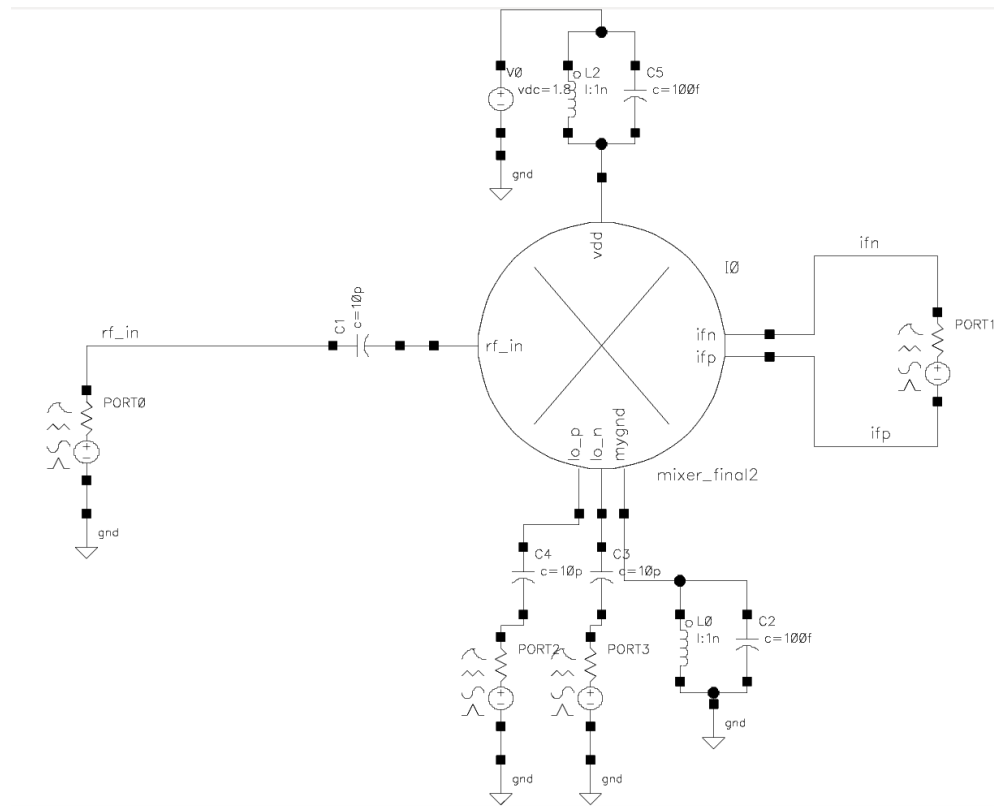 V0
vdc=1.8
L2
l:1n
C5
c=100f
gnd
vdd
I0
ifn
PORT1
ifp
ifn
ifp
rf_in
C1
c=10p
rf_in
PORT0
gnd
lo_p
lo_n
mygnd
mixer_final2
C4
c=10p
C3
c=10p
PORT2
PORT3
L0
l:1n
C2
c=100f
gnd
gnd
gnd